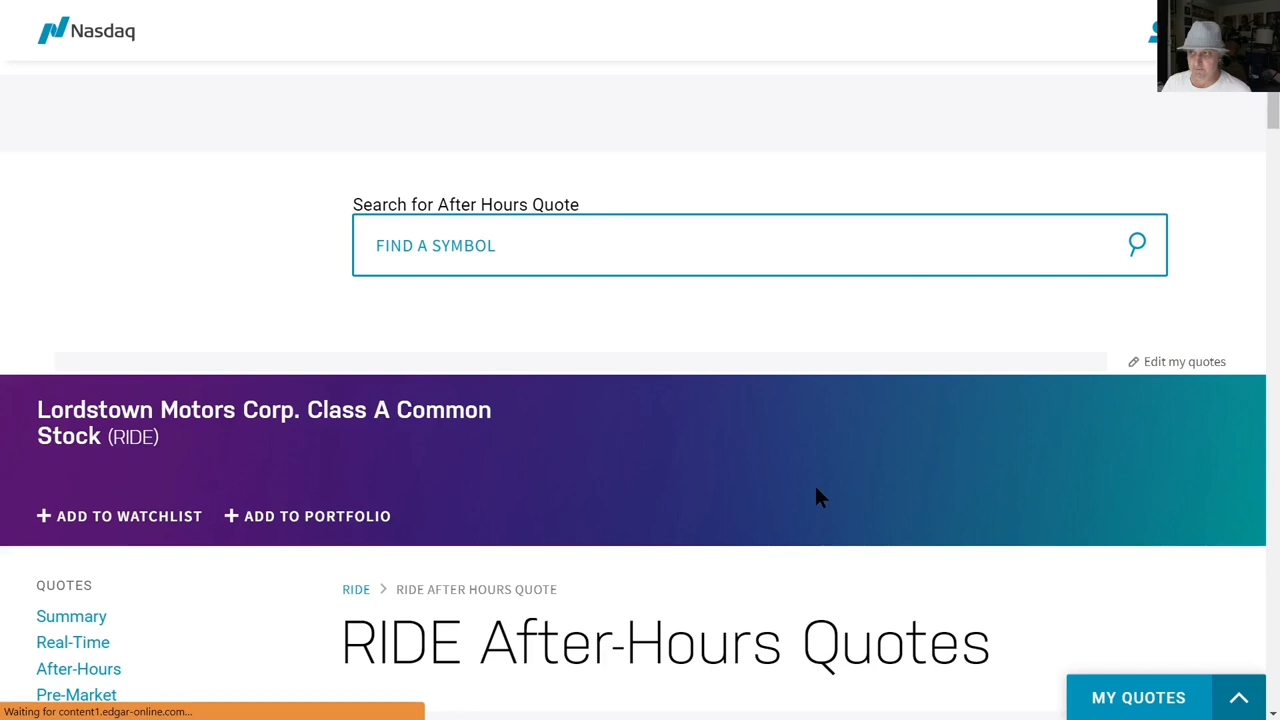 Nasdaq
Search for After Hours Quote
FIND A SYMBOL
Edit my quotes
Lordstown Motors Corp. Class A Common
Stock (RIDE)
+ ADD TO WATCHLIST + ADD TO PORTFOLIO
QUOTES
Summary
Real-Time
After-Hours
Pre-Market
RIDE > RIDE AFTER HOURS QUOTE
RIDE After-Hours Quotes
MY QUOTES
Waiting for content1.edgar-online.com...